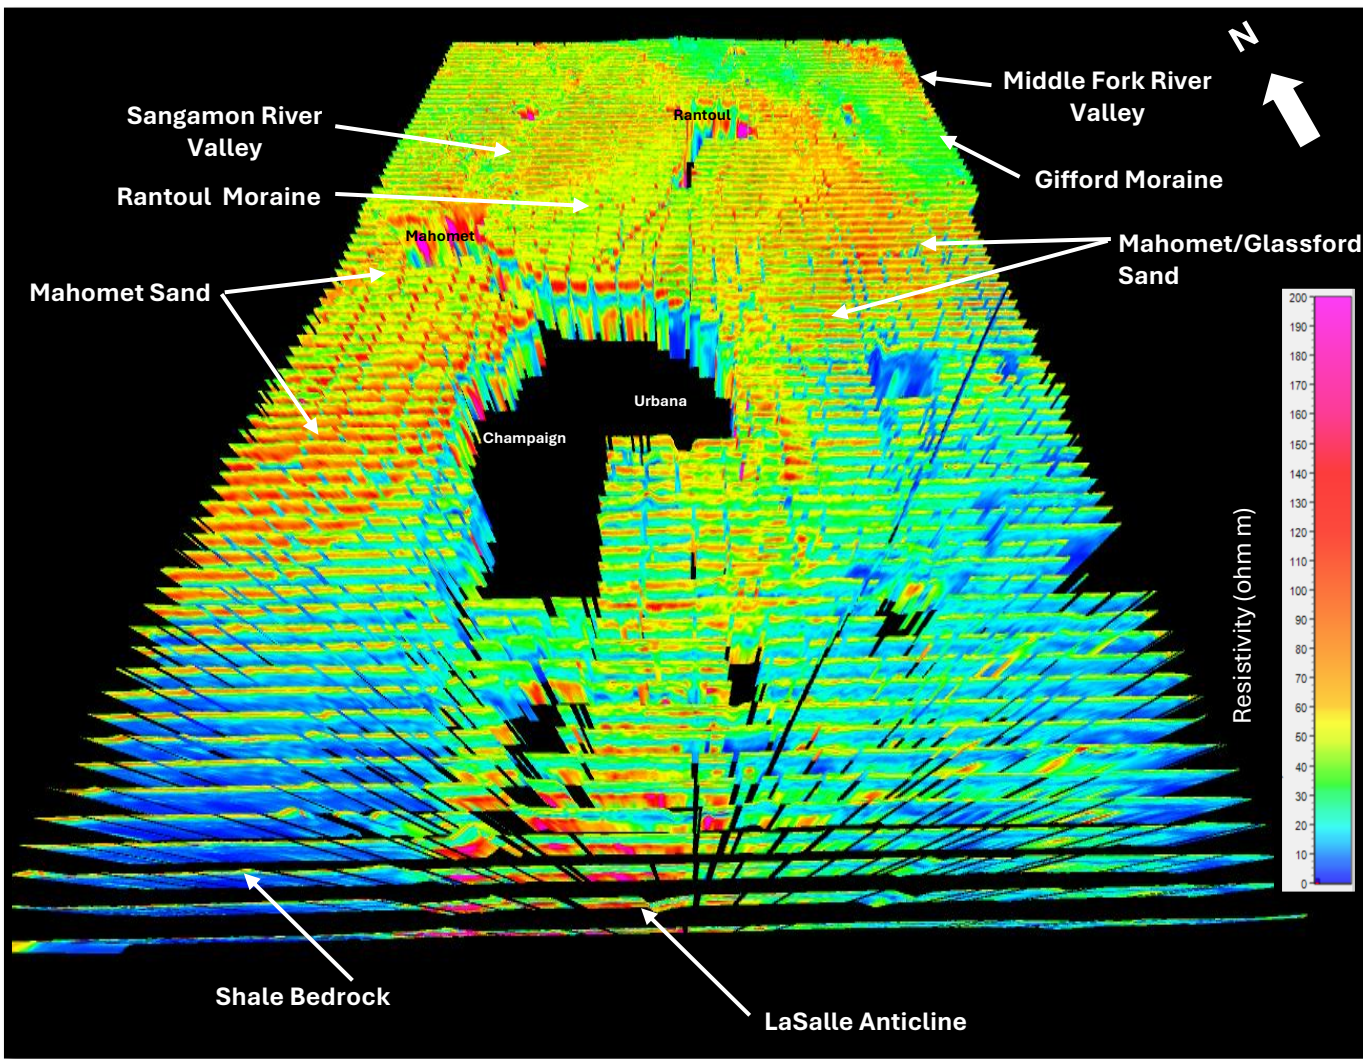 N
Middle Fork River
Valley
Sangamon River
Valley
Rantoul
Gifford Moraine
Rantoul Moraine
Mahomet
Mahomet/Glassford
Sand
Mahomet Sand
Urbana
Champaign
Resistivity (ohm m)
200
190
180
170
160
150
140
130
120
110
100
90
80
70
60
50
40
30
20
10
0
Shale Bedrock
LaSalle Anticline